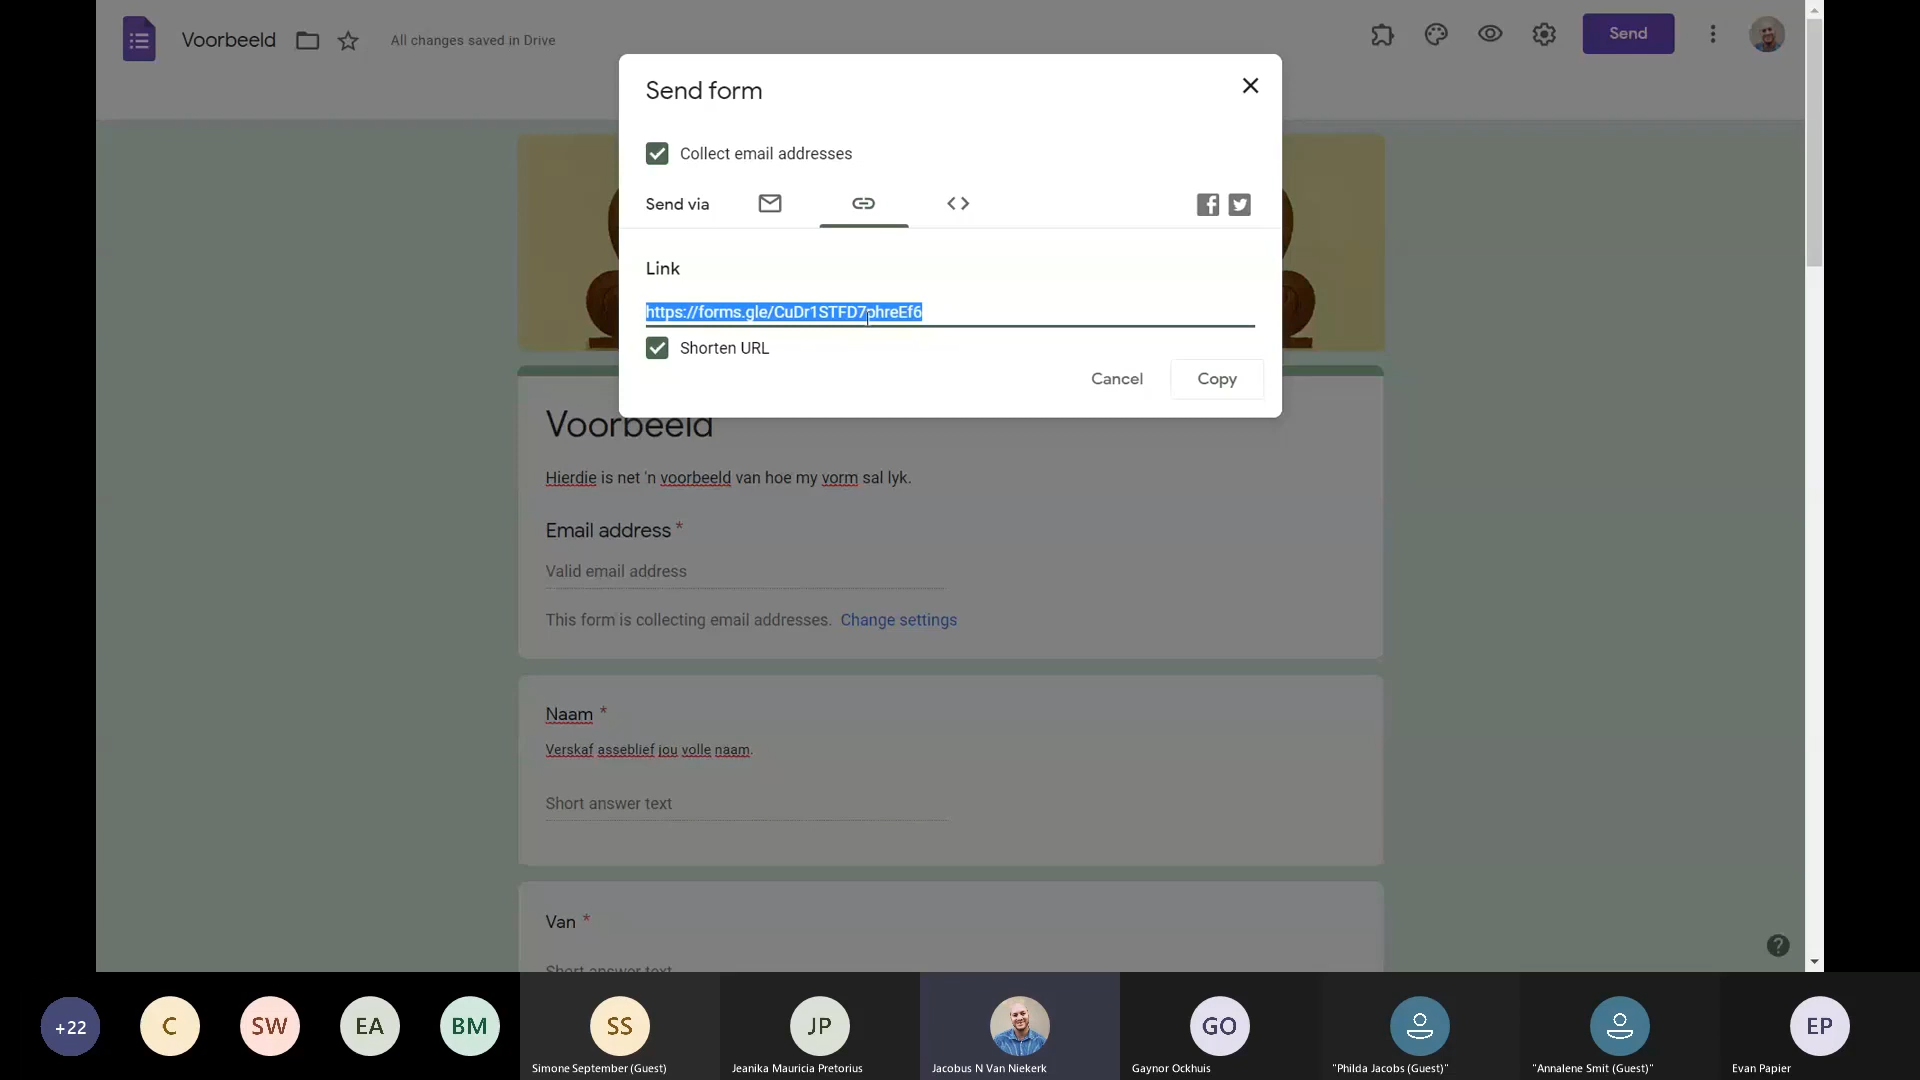 Voorbeeld
All changes saved in Drive
Send
Send form
Collect email addresses
Send via
Link
https://forms.gle/CuDr1STFD7phreEf6
Shorten URL
Cancel
Copy
Voorbeeld
Hierdie is net 'n voorbeeld van hoe my vorm sal lyk.
Email address *
Valid email address
This form is collecting email addresses. Change settings
Naam *
Verskaf asseblief jou volle naam.
Short answer text
Van *
Short answer text
+22
C
SW
EA
BM
SS
JP
GO
EP
Simone September (Guest)
Jeanika Mauricia Pretorius
Jacobus N Van Niekerk
Gaynor Ockhuis
"Philda Jacobs (Guest)"
"Annalene Smit (Guest)"
Evan Papier